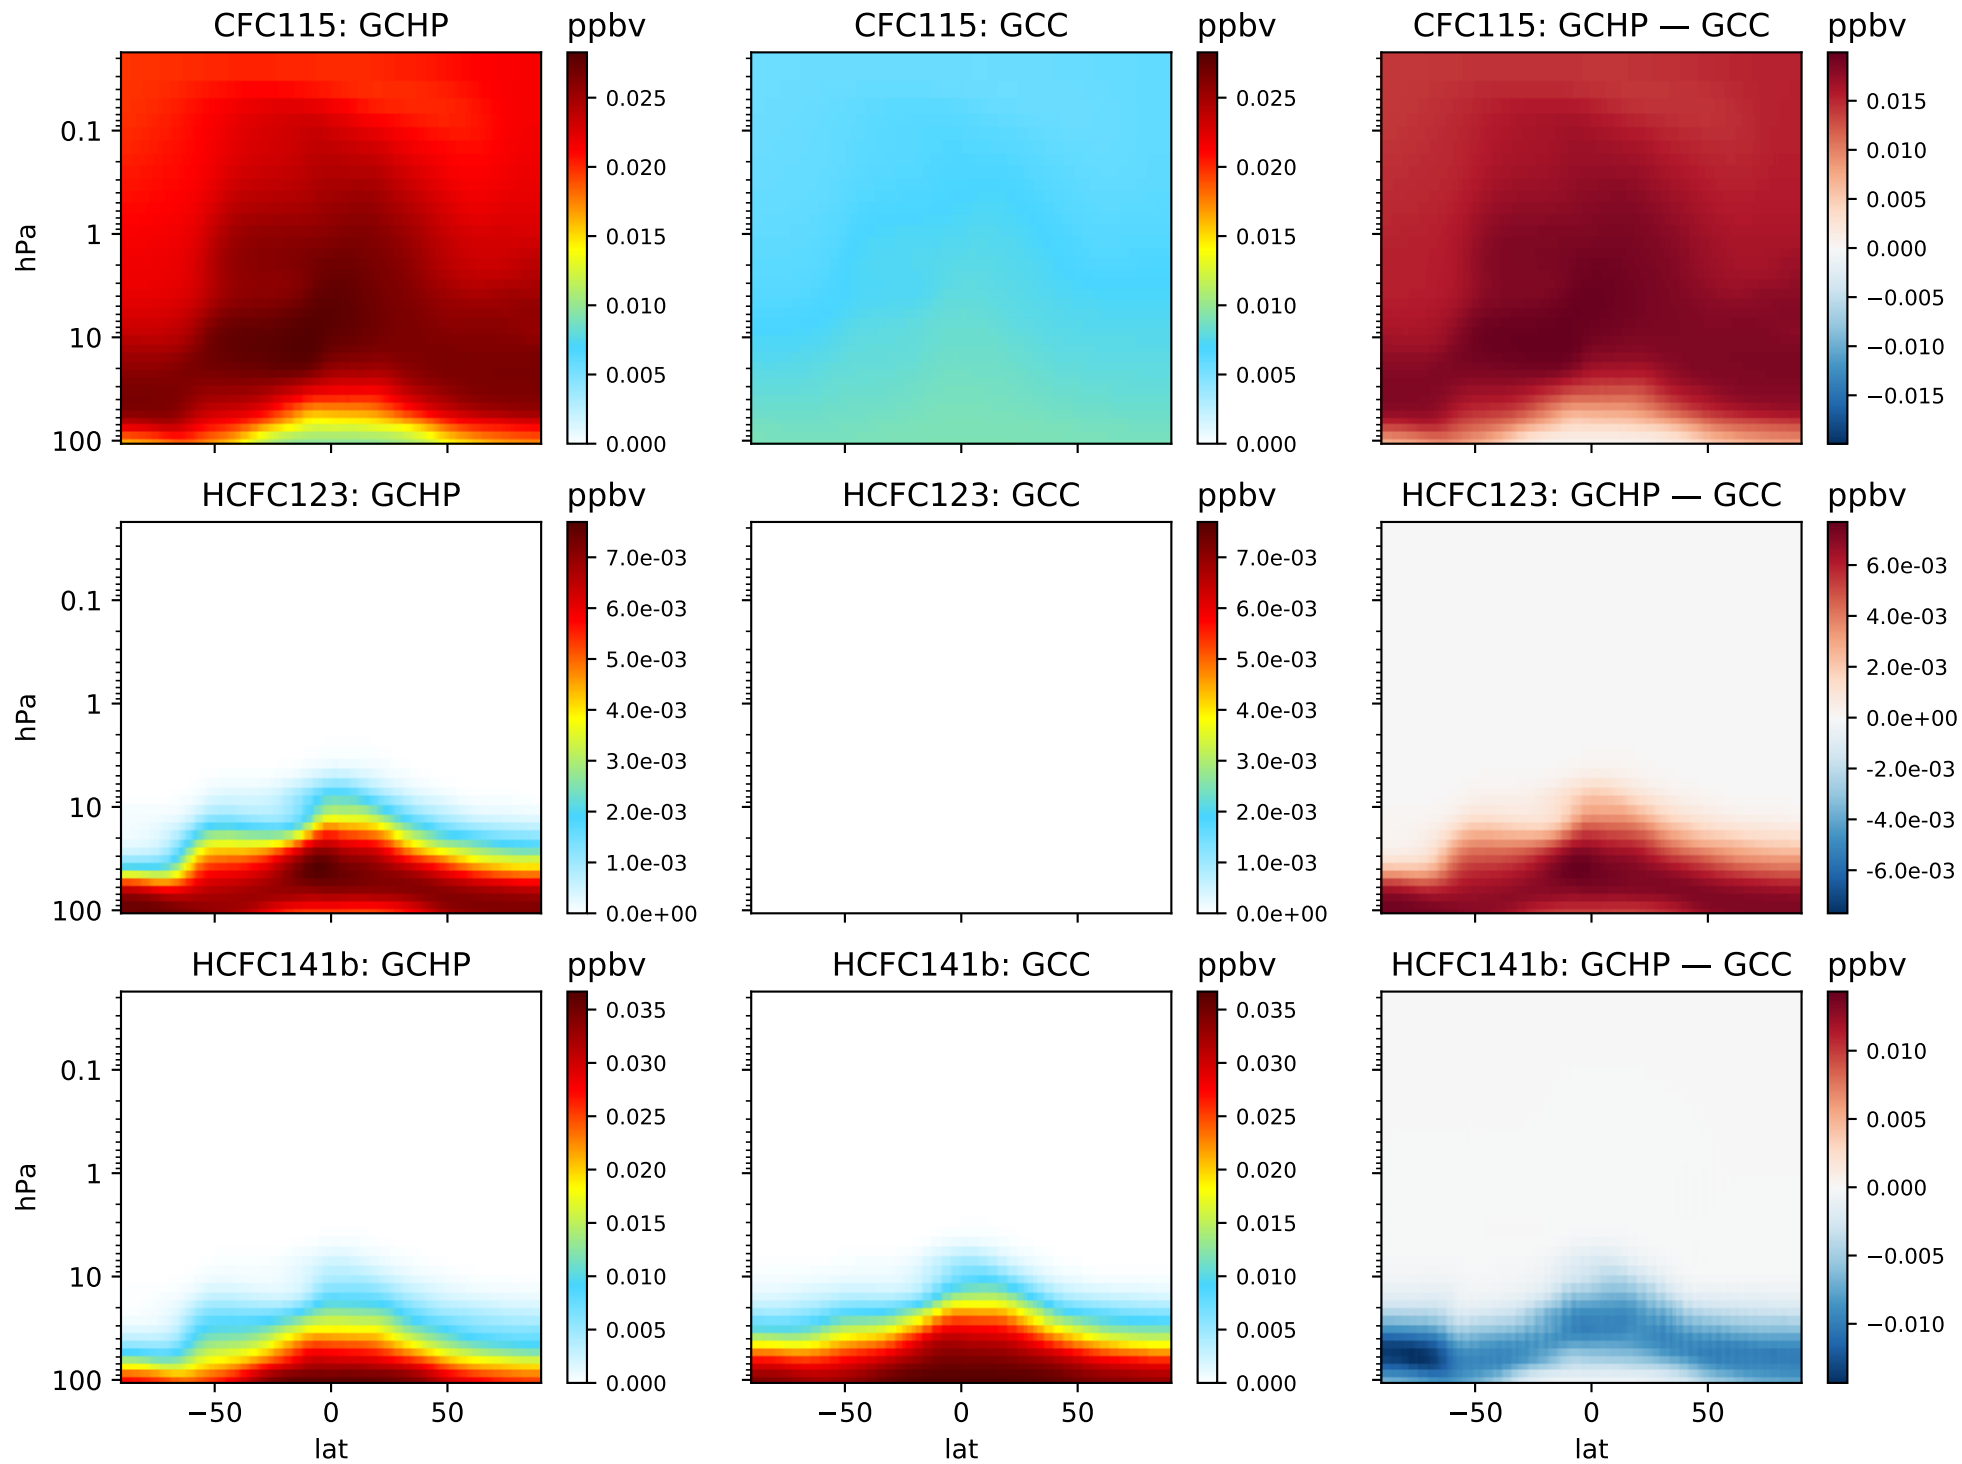 CFC115: GCHP ppbv CFC115: GCC ppbv CFC115: GCHP — GCC ppbv
0.025 0.025 0.015
0.1 0.020 0.020 0.010
0.005
hPa 1 0.015 0.015 0.000
0.010 0.010 −0.005
10 −0.010
0.005 0.005 −0.015
100 0.000 0.000
HCFC123: GCHP ppbv HCFC123: GCC ppbv HCFC123: GCHP — GCC ppbv
7.0e-03 7.0e-03 6.0e-03
0.1 6.0e-03 6.0e-03 4.0e-03
5.0e-03 5.0e-03 2.0e-03
hPa 1 4.0e-03 4.0e-03 0.0e+00
3.0e-03 3.0e-03 -2.0e-03
10 2.0e-03 2.0e-03 -4.0e-03
1.0e-03 1.0e-03 -6.0e-03
100 0.0e+00 0.0e+00
HCFC141b: GCHP ppbv HCFC141b: GCC ppbv HCFC141b: GCHP — GCC ppbv
0.035 0.035
0.1 0.030 0.030 0.010
0.025 0.025 0.005
hPa 1 0.020 0.020 0.000
0.015 0.015 −0.005
10 0.010 0.010
0.005 0.005 −0.010
100 0.000 0.000
−50 0 50 −50 0 50 −50 0 50
lat lat lat